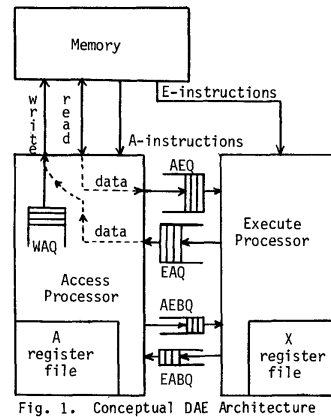 Memory
E-instructions
write
read
A-instructions
AEQ
data
data
WAQ
EAQ
Execute
Processor
Access
Processor
AEBQ
A
register
file
EABQ
X
register
file
Fig. 1. Conceptual DAE Architecture